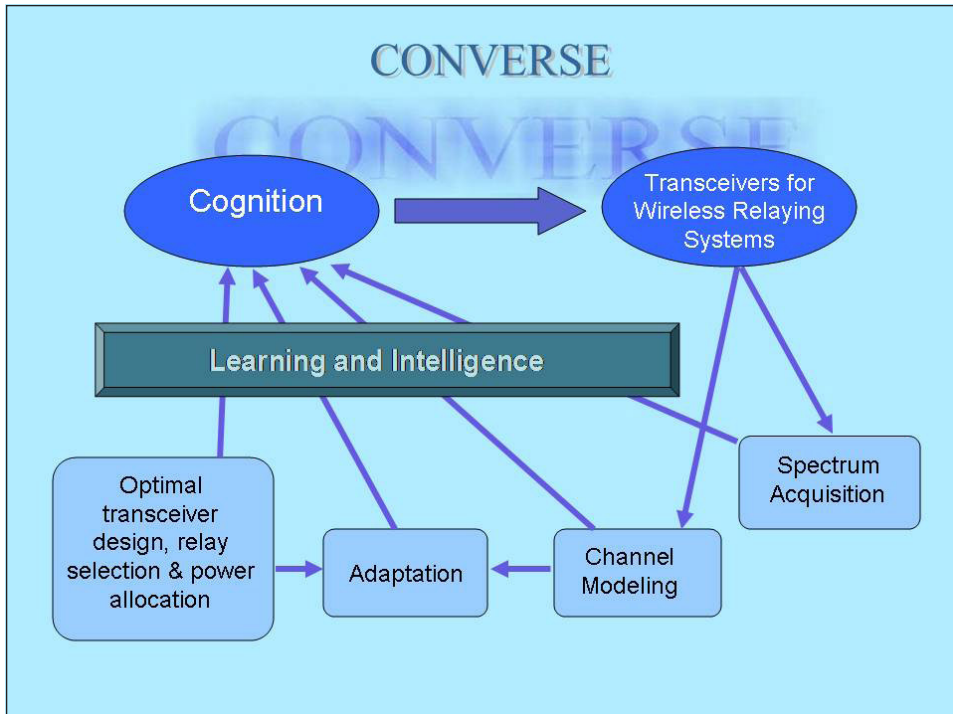 CONVERSE
CONVERSE
Cognition
Transceivers for
Wireless Relaying
Systems
Learning and Intelligence
Optimal
transceiver
design, relay
selection & power
allocation
Adaptation
Channel
Modeling
Spectrum
Acquisition